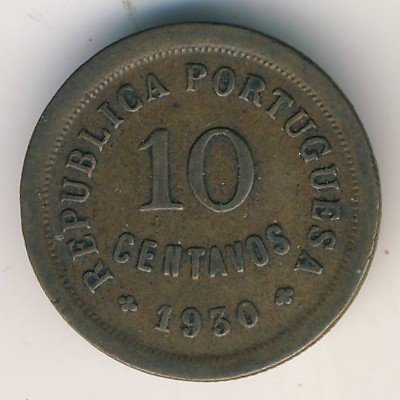 REPUBLICA PORTUGUESA
10
CENTAVOS
1930